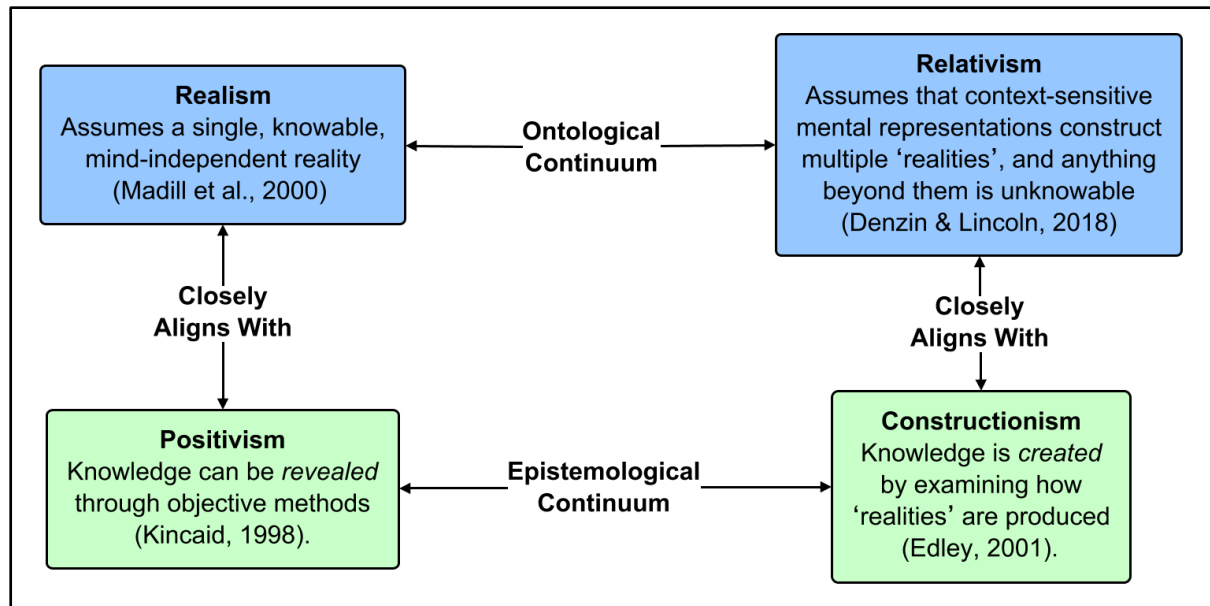 Realism
Assumes a single, knowable,
mind-independent reality
(Madill et al., 2000)
Ontological
Continuum
Relativism
Assumes that context-sensitive
mental representations construct
multiple ‘realities’, and anything
beyond them is unknowable
(Denzin & Lincoln, 2018)
Closely
Aligns With
Closely
Aligns With
Positivism
Knowledge can be revealed
through objective methods
(Kincaid, 1998).
Epistemological
Continuum
Constructionism
Knowledge is created
by examining how
‘realities’ are produced
(Edley, 2001).